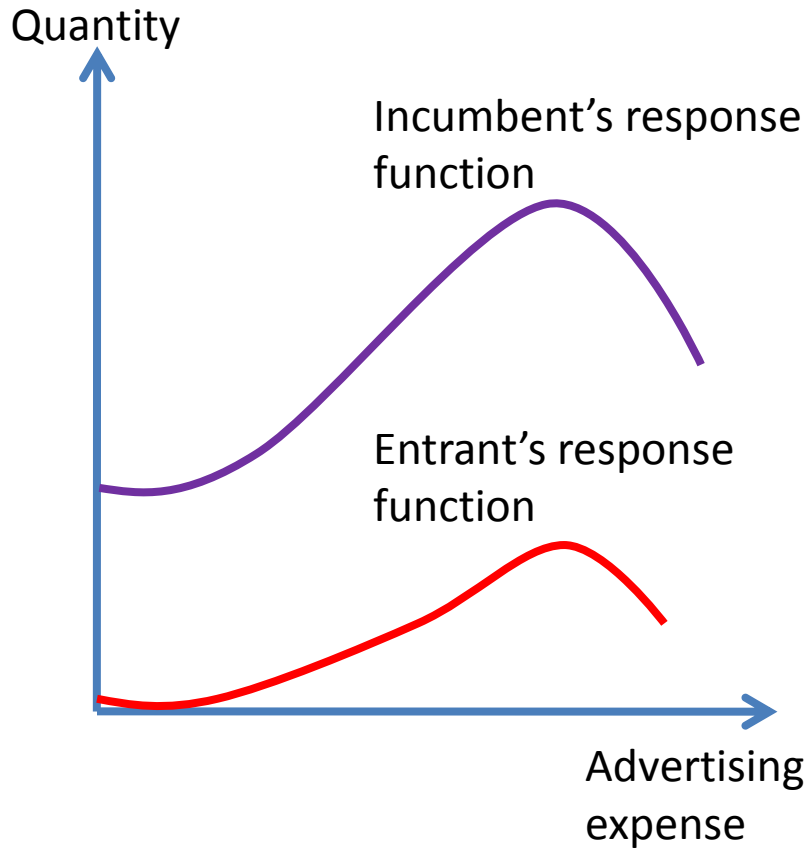 Quantity
Incumbent’s response
function
Entrant’s response
function
Advertising
expense